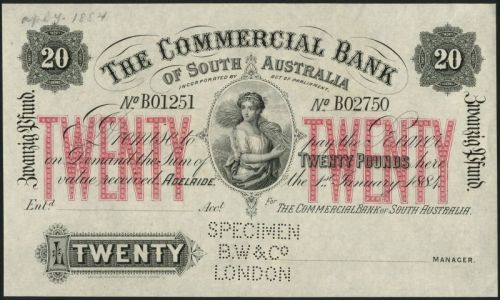 apl y. 1884
20
20
THE COMMERCIAL BANK
OF SOUTH AUSTRALIA
INCORPORATED BY ACT OF PARLIAMENT.
No B01251
No B02750
Zwanzig Pfund.
Zwanzig Pfund.
TWENTY
TWENTY
I Promise to pay the Bearer
on Demand the Sum of TWENTY POUNDS here
value received. ADELAIDE, the 1st January 1884.
Entd.
Acct.
For THE COMMERCIAL BANK OF SOUTH AUSTRALIA.
£ TWENTY
SPECIMEN
B.W & Co
LONDON
MANAGER.